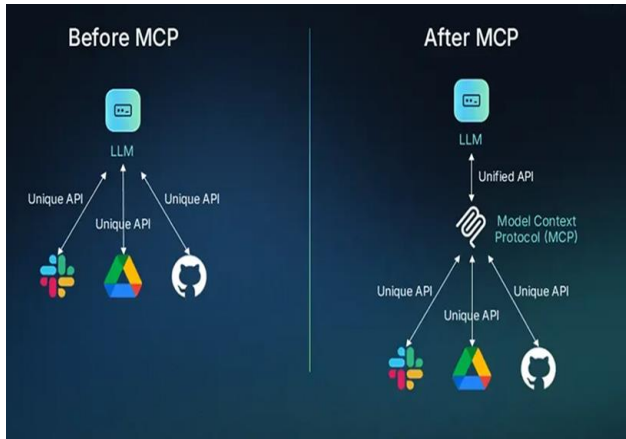 Before MCP
LLM
Unique API
Unique API
Unique API
After MCP
LLM
Unified API
Model Context
Protocol (MCP)
Unique API
Unique API
Unique API